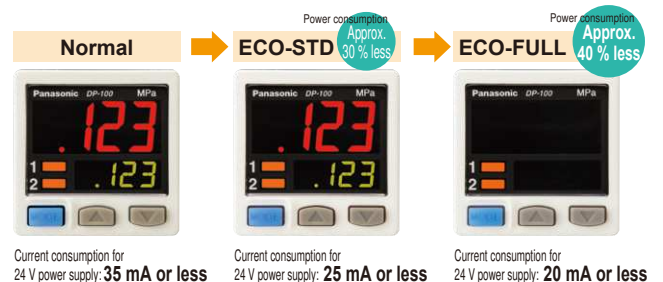 Normal
Power consumption
Approx.
30 % less
ECO-STD
Power consumption
Approx.
40 % less
ECO-FULL
Panasonic DP-100 MPa
.123
1
.123
2
MODE
Panasonic DP-100 MPa
.123
1
.123
2
MODE
Panasonic DP-100 MPa
1
2
MODE
Current consumption for
24 V power supply: 35 mA or less
Current consumption for
24 V power supply: 25 mA or less
Current consumption for
24 V power supply: 20 mA or less